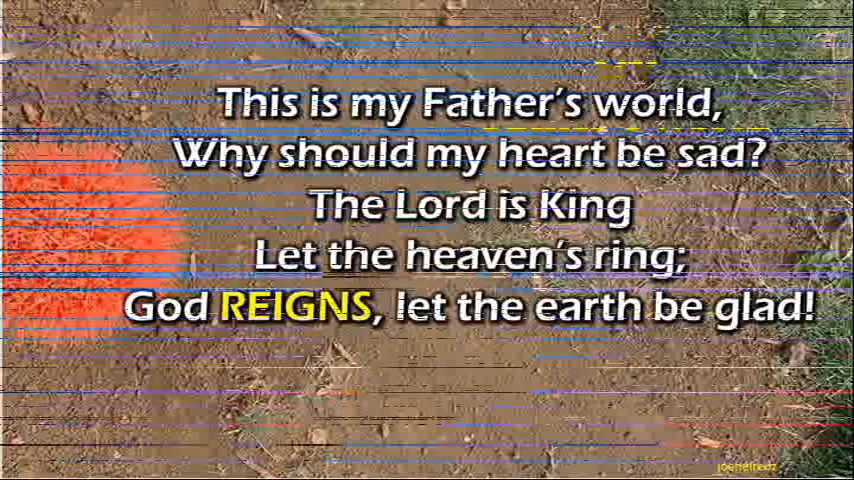 This is my Father's world,
Why should my heart be sad?
The Lord is King
Let the heaven's ring;
God REIGNS, let the earth be glad!